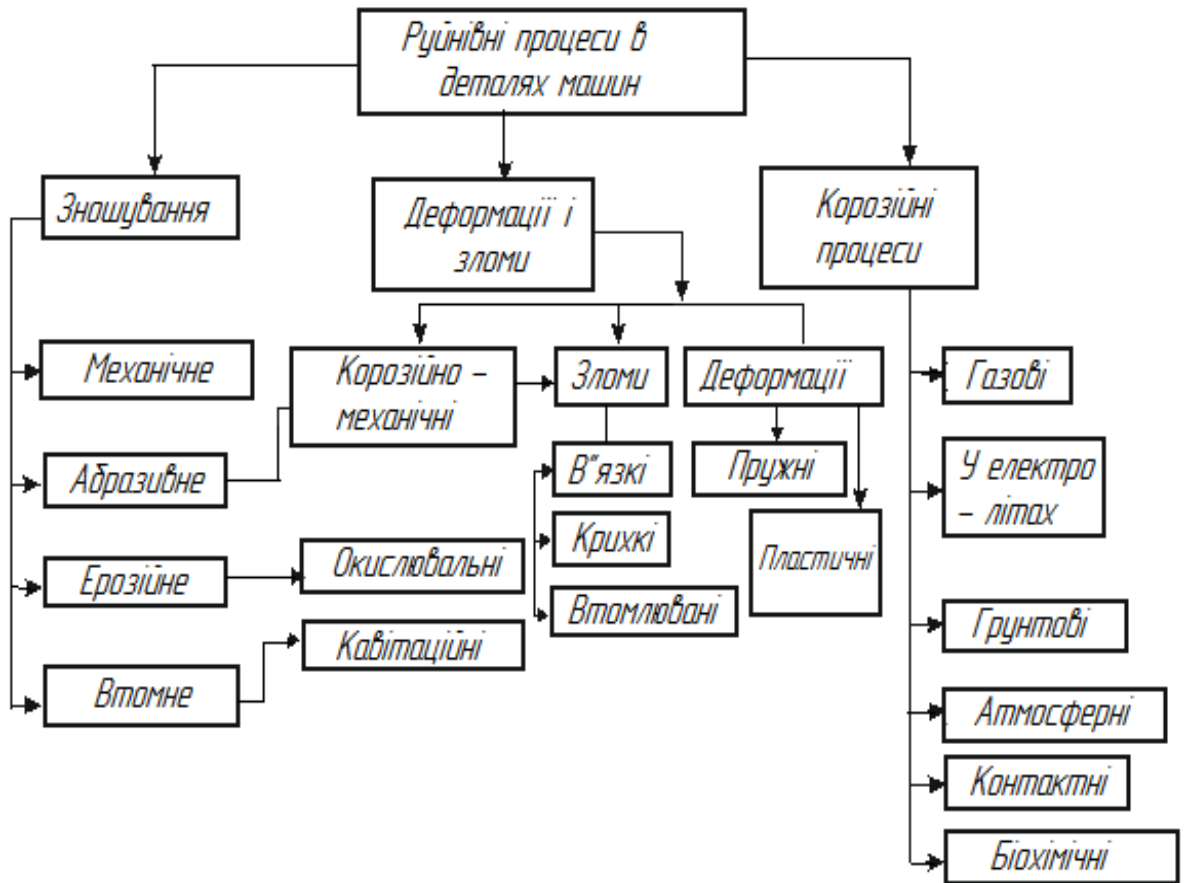 Руйнівні процеси в
деталях машин
Зношування
Деформації і
зломи
Корозійні
процеси
Механічне
Корозійно –
механічні
Зломи
Деформації
Газові
Абразивне
В"язкі
Пружні
У електро
– літах
Крихкі
Пластичні
Ерозійне
Окислювальні
Втомлювані
Грунтові
Кавітаційні
Втомне
Атмосферні
Контактні
Біохімічні